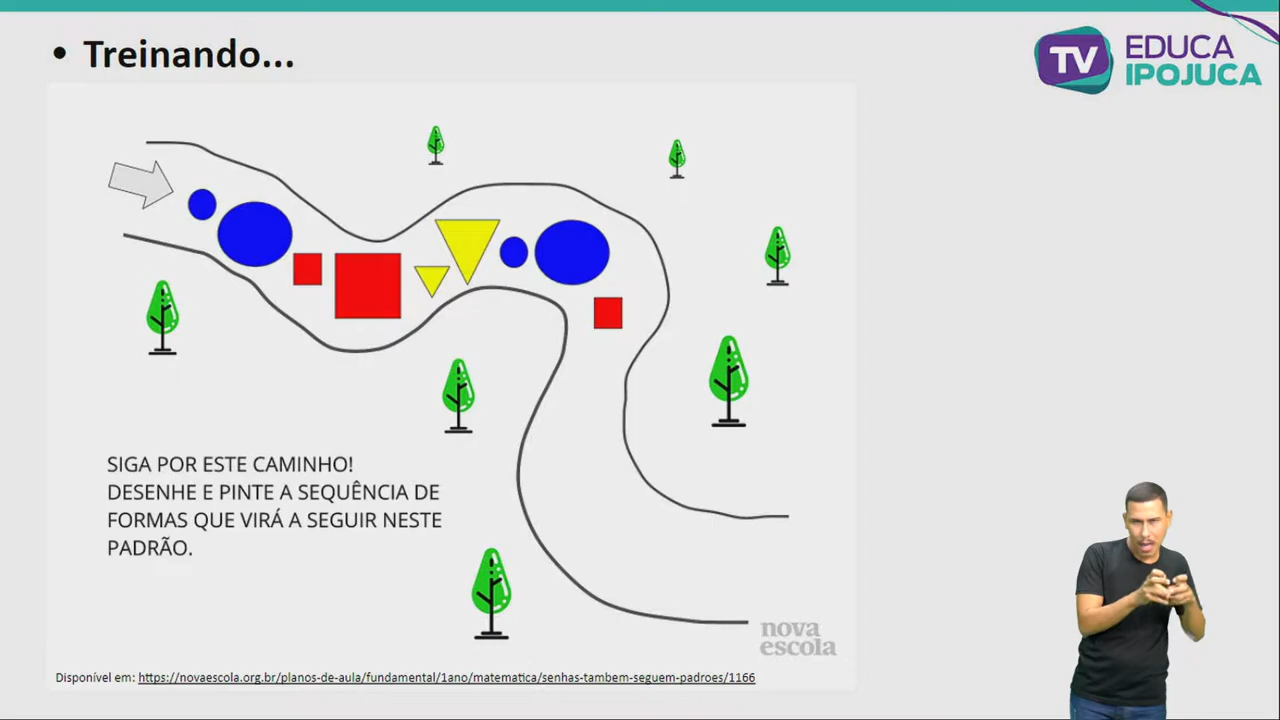 • Treinando...
TV EDUCA
IPOJUCA
SIGA POR ESTE CAMINHO!
DESENHE E PINTE A SEQUÊNCIA DE
FORMAS QUE VIRÁ A SEGUIR NESTE
PADRÃO.
nova
escola
Disponível em: https://novaescola.org.br/planos-de-aula/fundamental/1ano/matematica/senhas-tambem-seguem-padroes/1166